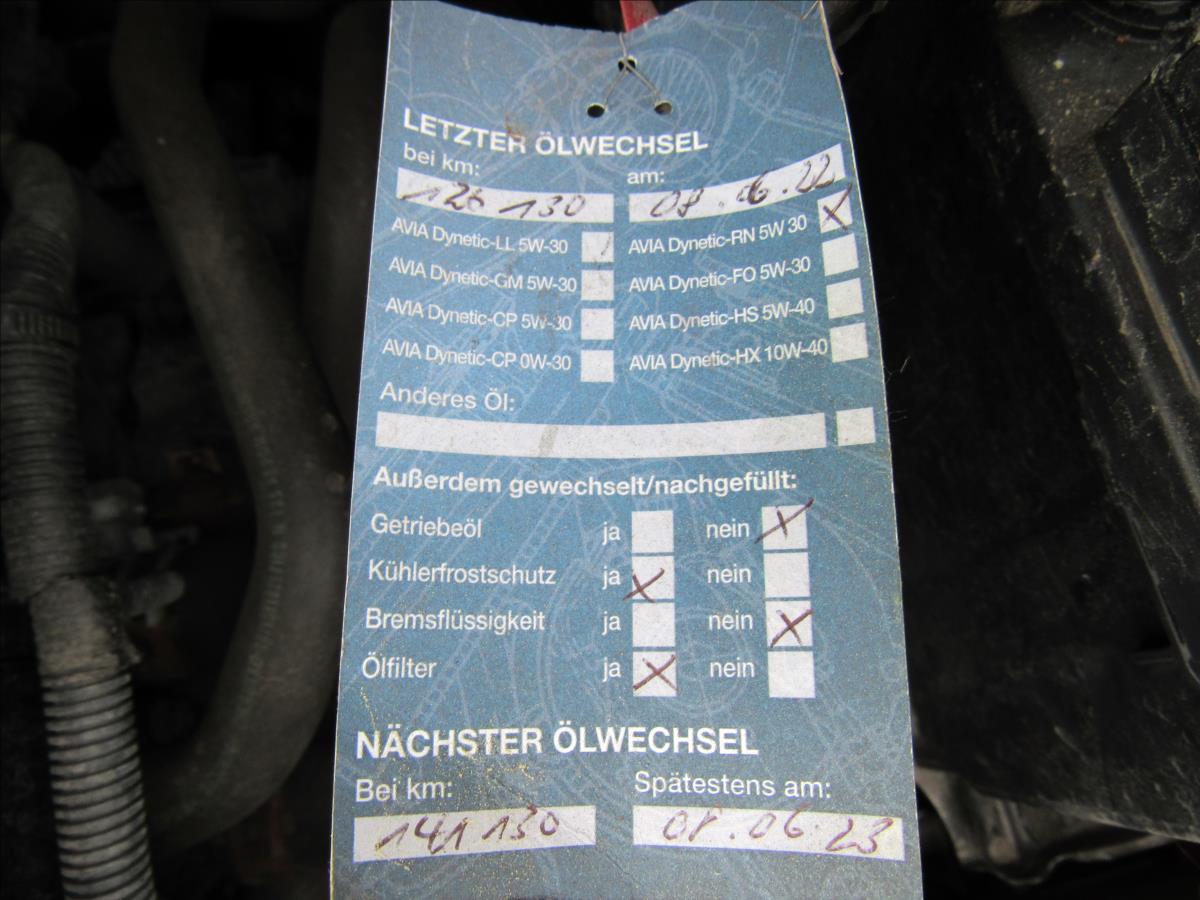 LETZTER ÖLWECHSEL
bei km: am:
126 130 08.06.22
AVIA Dynetic-LL 5W-30 AVIA Dynetic-RN 5W 30 X
AVIA Dynetic-GM 5W-30 AVIA Dynetic-FO 5W-30
AVIA Dynetic-CP 5W-30 AVIA Dynetic-HS 5W-40
AVIA Dynetic-CP 0W-30 AVIA Dynetic-HX 10W-40
Anderes Öl:
Außerdem gewechselt/nachgefüllt:
Getriebeöl ja nein X
Kühlerfrostschutz ja X nein
Bremsflüssigkeit ja nein X
Ölfilter ja X nein
NÄCHSTER ÖLWECHSEL
Bei km: Spätestens am:
141 130 08.06.23